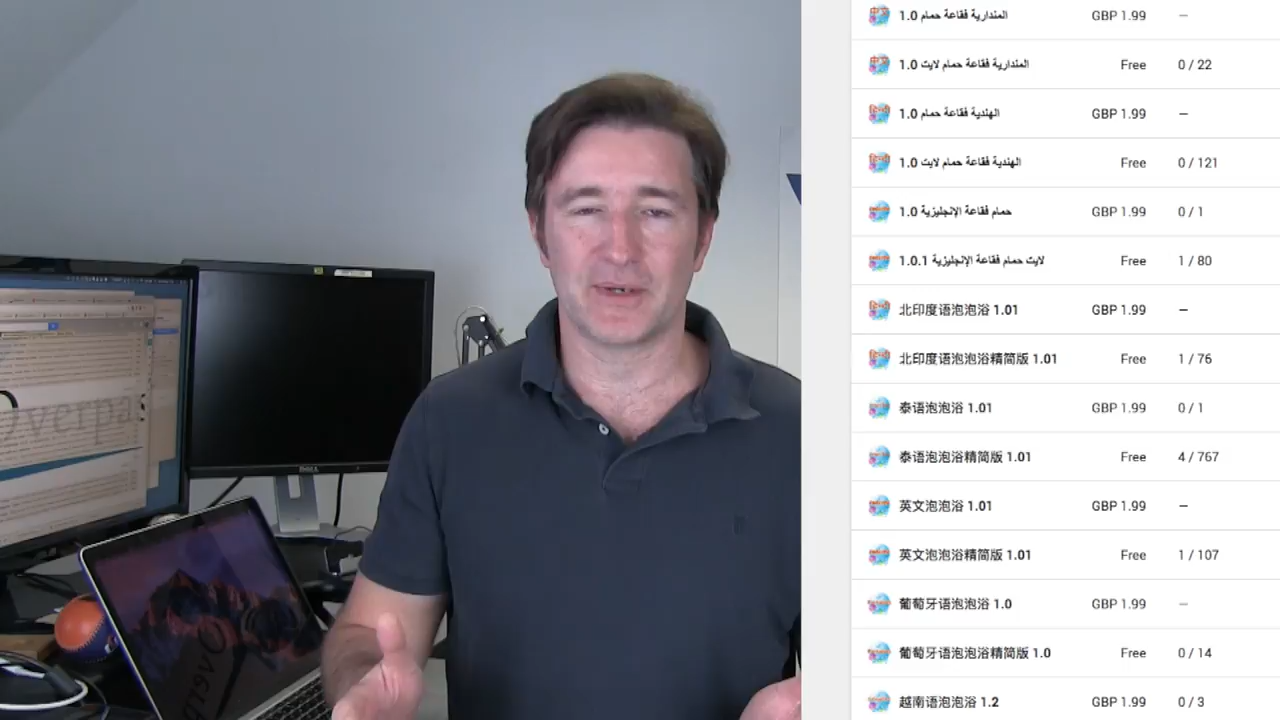 المندارية فقاعة حمام 1.0 GBP 1.99 –
المندارية فقاعة حمام لايت 1.0 Free 0 / 22
الهندية فقاعة حمام 1.0 GBP 1.99 –
الهندية فقاعة حمام لايت 1.0 Free 0 / 121
حمام فقاعة الإنجليزية 1.0 GBP 1.99 0 / 1
لايت حمام فقاعة الإنجليزية 1.0.1 Free 1 / 80
北印度语泡泡浴 1.01 GBP 1.99 –
北印度语泡泡浴精简版 1.01 Free 1 / 76
泰语泡泡浴 1.01 GBP 1.99 0 / 1
泰语泡泡浴精简版 1.01 Free 4 / 767
英文泡泡浴 1.01 GBP 1.99 –
英文泡泡浴精简版 1.01 Free 1 / 107
葡萄牙语泡泡浴 1.0 GBP 1.99 –
葡萄牙语泡泡浴精简版 1.0 Free 0 / 14
越南语泡泡浴 1.2 GBP 1.99 0 / 3
Overpa
DELL